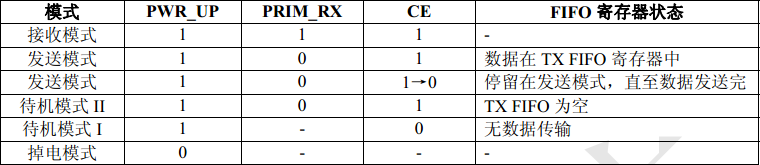 模式 PWR_UP PRIM_RX CE FIFO 寄存器状态
接收模式 1 1 1 -
发送模式 1 0 1 数据在 TX FIFO 寄存器中
发送模式 1 0 1→0 停留在发送模式，直至数据发送完
待机模式 II 1 0 1 TX FIFO 为空
待机模式 I 1 - 0 无数据传输
掉电模式 0 - - -